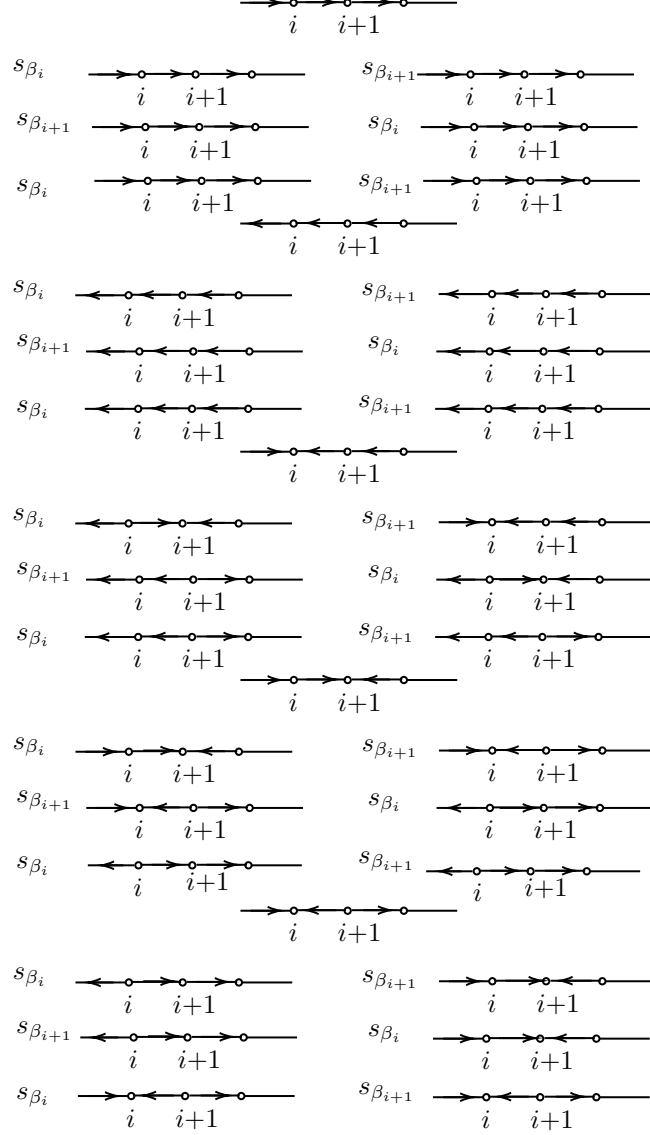 i i+1
s_{β_i} s_{β_{i+1}}
i i+1 i i+1
s_{β_{i+1}} s_{β_i}
i i+1 i i+1
s_{β_i} s_{β_{i+1}}
i i+1 i i+1
i i+1
s_{β_i} s_{β_{i+1}}
i i+1 i i+1
s_{β_{i+1}} s_{β_i}
i i+1 i i+1
s_{β_i} s_{β_{i+1}}
i i+1 i i+1
i i+1
s_{β_i} s_{β_{i+1}}
i i+1 i i+1
s_{β_{i+1}} s_{β_i}
i i+1 i i+1
s_{β_i} s_{β_{i+1}}
i i+1 i i+1
i i+1
s_{β_i} s_{β_{i+1}}
i i+1 i i+1
s_{β_{i+1}} s_{β_i}
i i+1 i i+1
s_{β_i} s_{β_{i+1}}
i i+1 i i+1
i i+1
s_{β_i} s_{β_{i+1}}
i i+1 i i+1
s_{β_{i+1}} s_{β_i}
i i+1 i i+1
s_{β_i} s_{β_{i+1}}
i i+1 i i+1